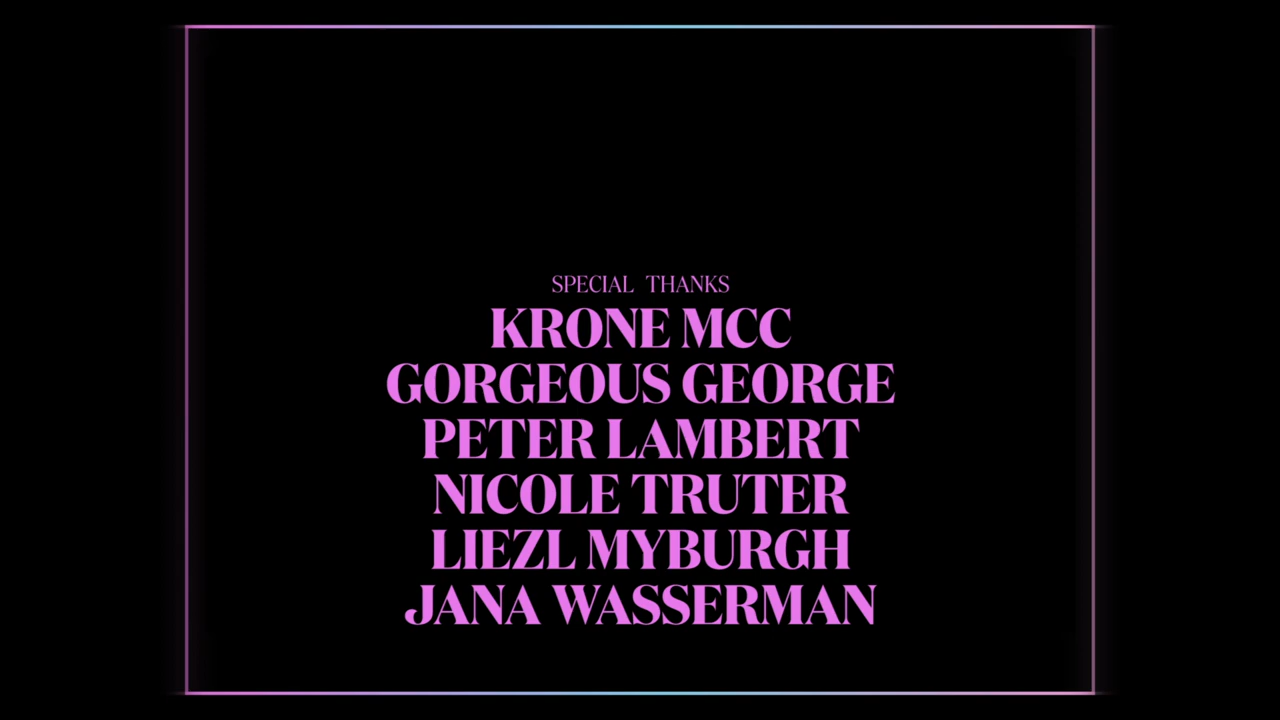 SPECIAL THANKS
KRONE MCC
GORGEOUS GEORGE
PETER LAMBERT
NICOLE TRUTER
LIEZL MYBURGH
JANA WASSERMAN